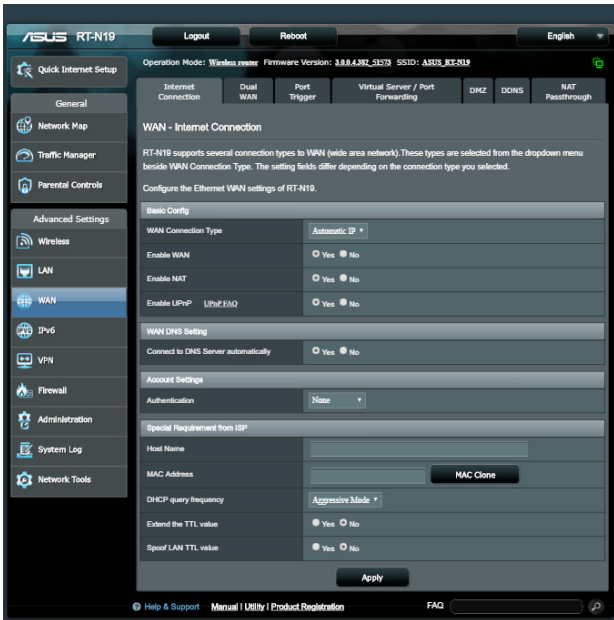 ASUS RT-N19 Logout Reboot English
Quick Internet Setup
General
Network Map
Traffic Manager
Parental Controls
Advanced Settings
Wireless
LAN
WAN
IPv6
VPN
Firewall
Administration
System Log
Network Tools
Operation Mode: Wireless router Firmware Version: 3.0.0.4.382_51573 SSID: ASUS_RT-N19
Internet Connection
Dual WAN
Port Trigger
Virtual Server / Port Forwarding
DMZ
DDNS
NAT Passthrough
WAN - Internet Connection
RT-N19 supports several connection types to WAN (wide area network).These types are selected from the dropdown menu
beside WAN Connection Type. The setting fields differ depending on the connection type you selected.
Configure the Ethernet WAN settings of RT-N19.
Basic Config
WAN Connection Type Automatic IP
Enable WAN Yes No
Enable NAT Yes No
Enable UPnP UPnP FAQ Yes No
WAN DNS Setting
Connect to DNS Server automatically Yes No
Account Settings
Authentication None
Special Requirement from ISP
Host Name
MAC Address MAC Clone
DHCP query frequency Aggressive Mode
Extend the TTL value Yes No
Spoof LAN TTL value Yes No
Apply
Help & Support Manual | Utility | Product Registration FAQ